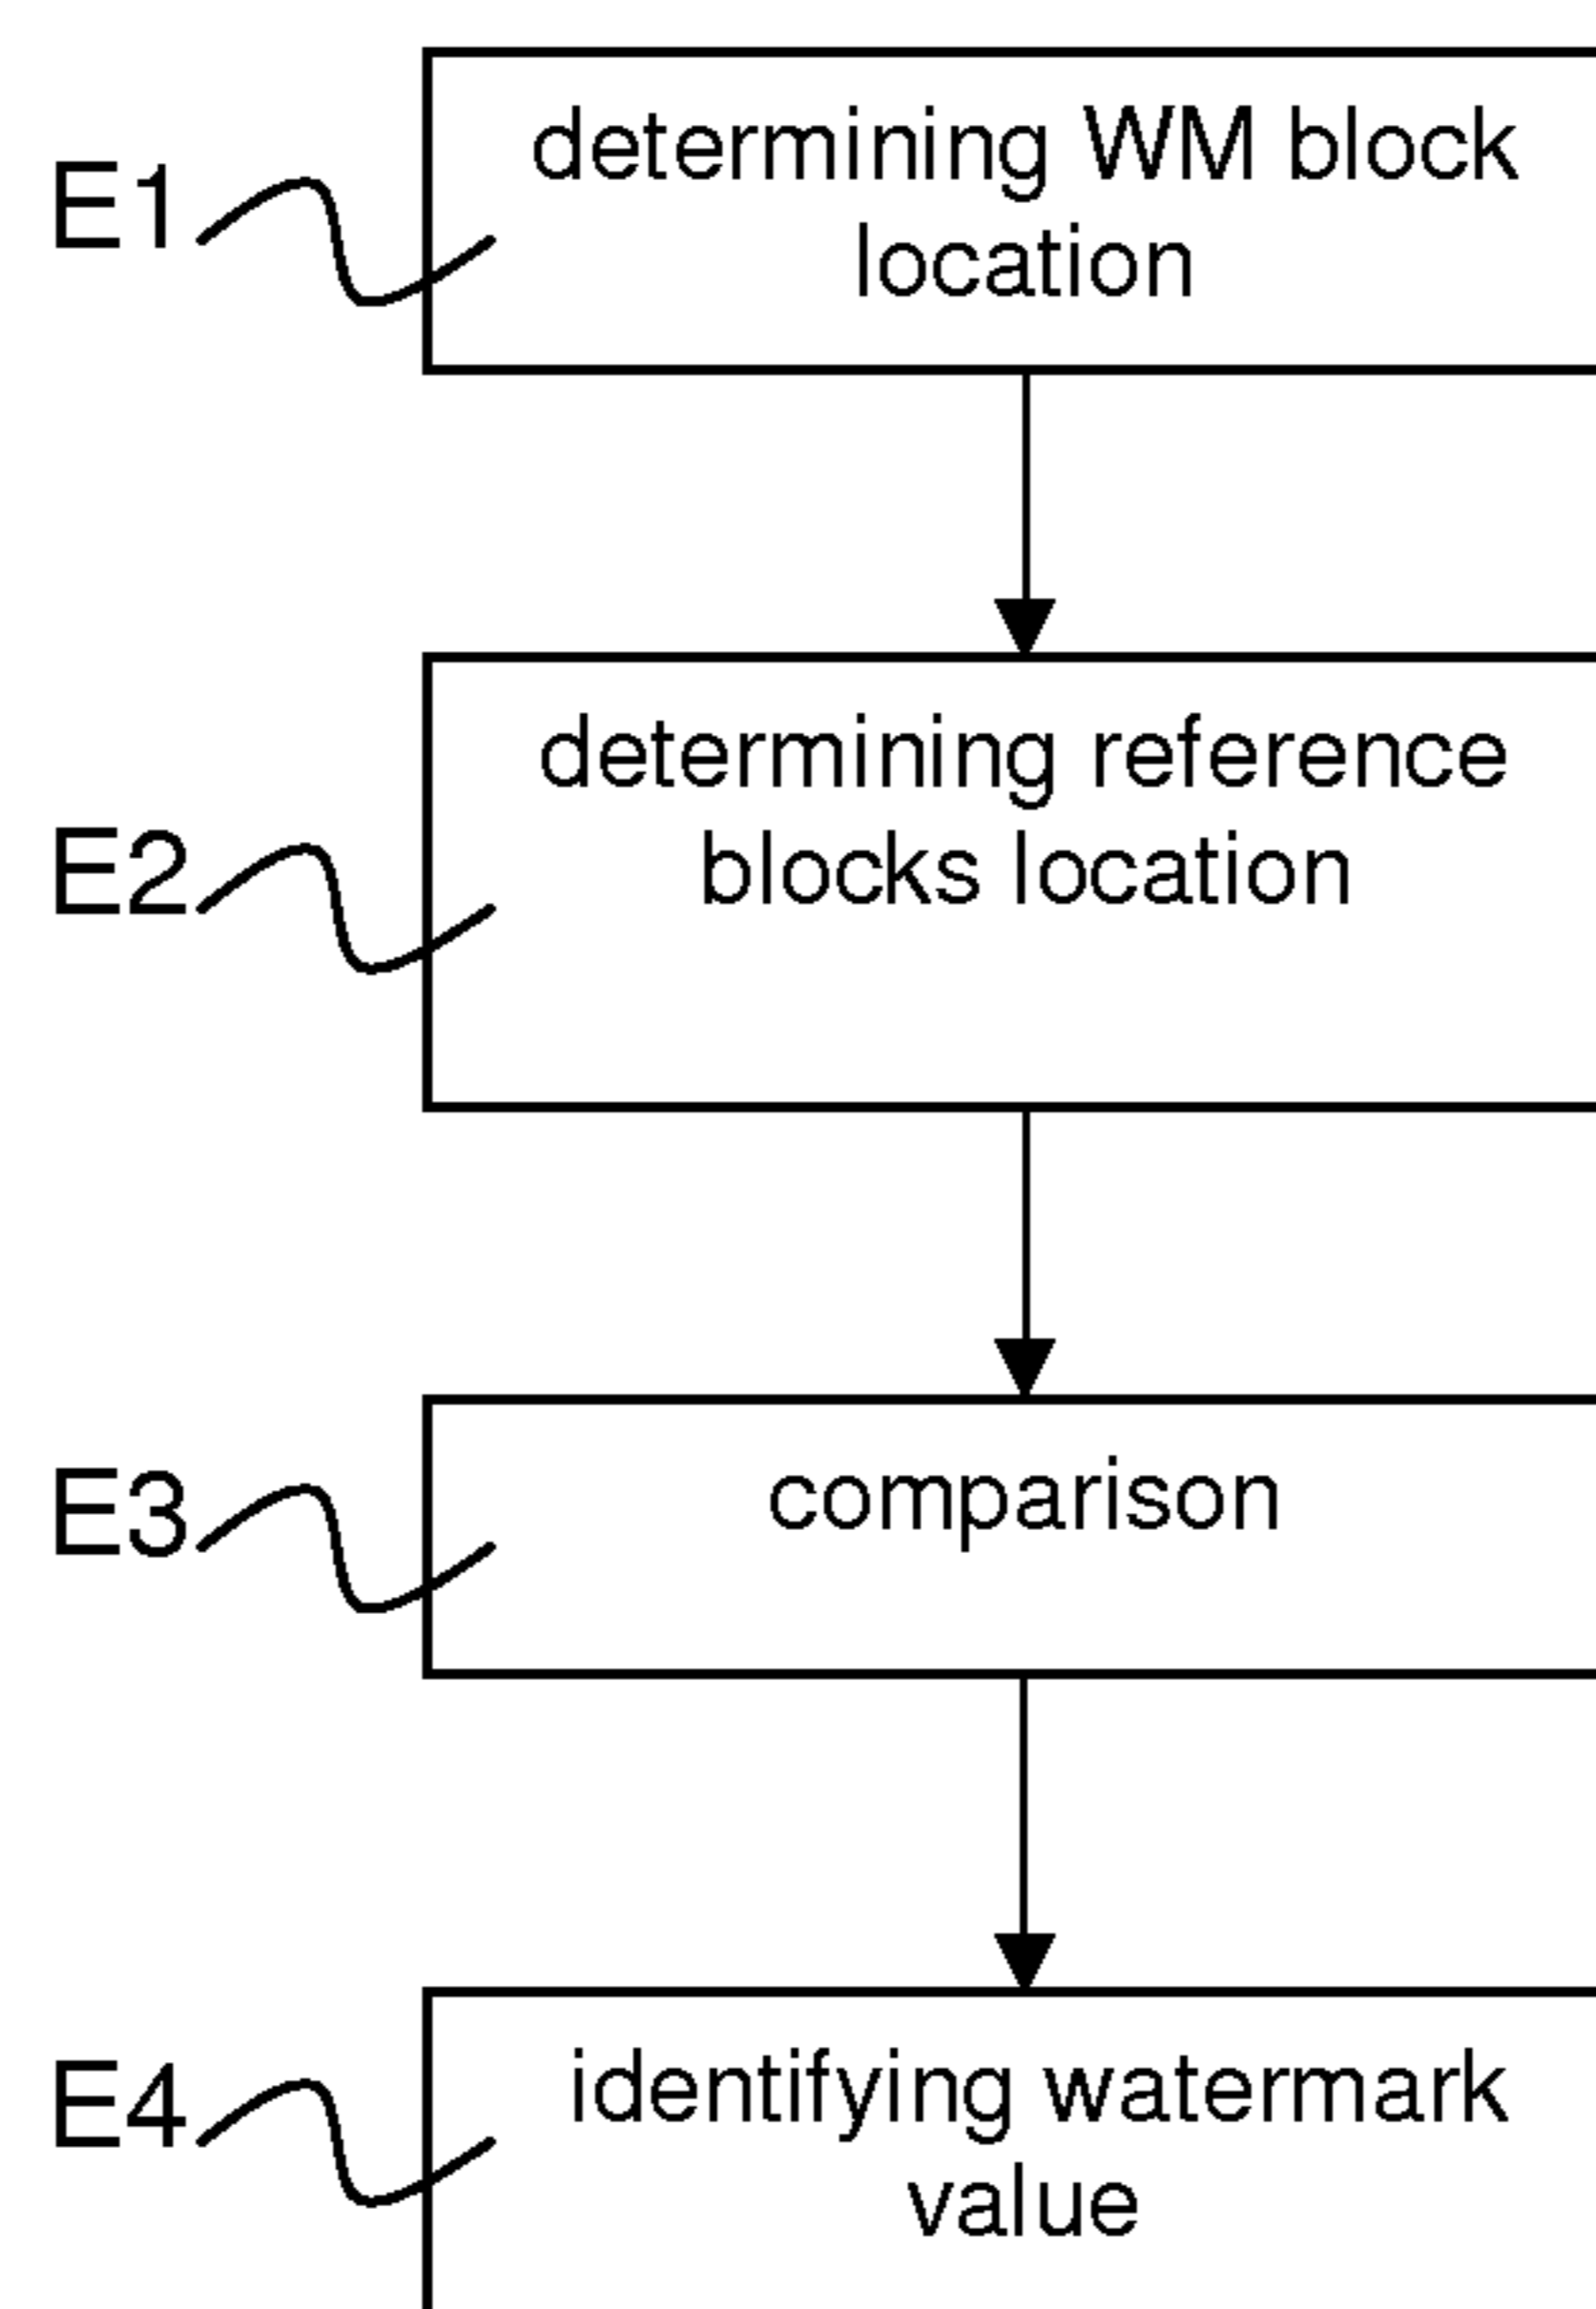 E1
determining WM block
location
E2
determining reference
blocks location
E3
comparison
E4
identifying watermark
value